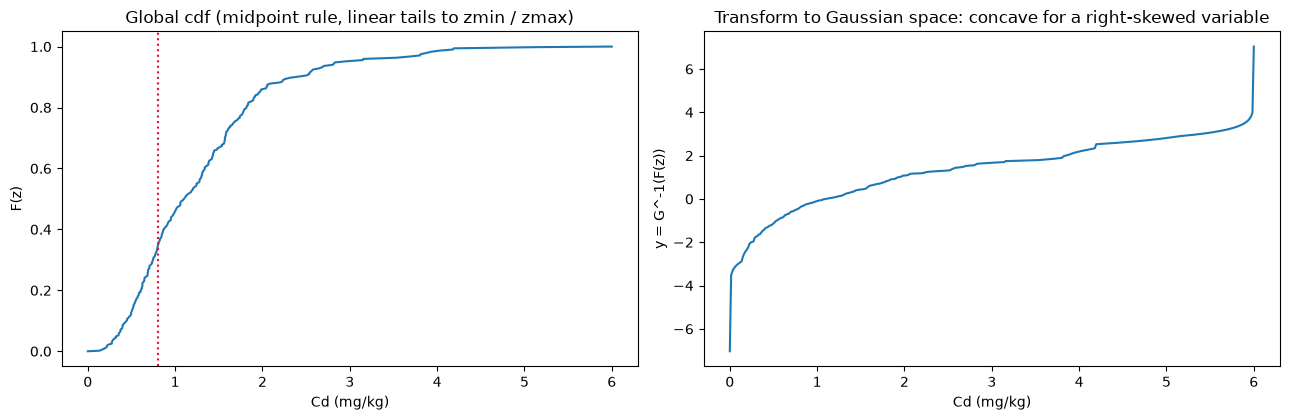 Global cdf (midpoint rule, linear tails to zmin / zmax)
F(z)
1.0
0.8
0.6
0.4
0.2
0.0
0 1 2 3 4 5 6
Cd (mg/kg)
Transform to Gaussian space: concave for a right-skewed variable
y = G^-1(F(z))
6
4
2
0
−2
−4
−6
0 1 2 3 4 5 6
Cd (mg/kg)